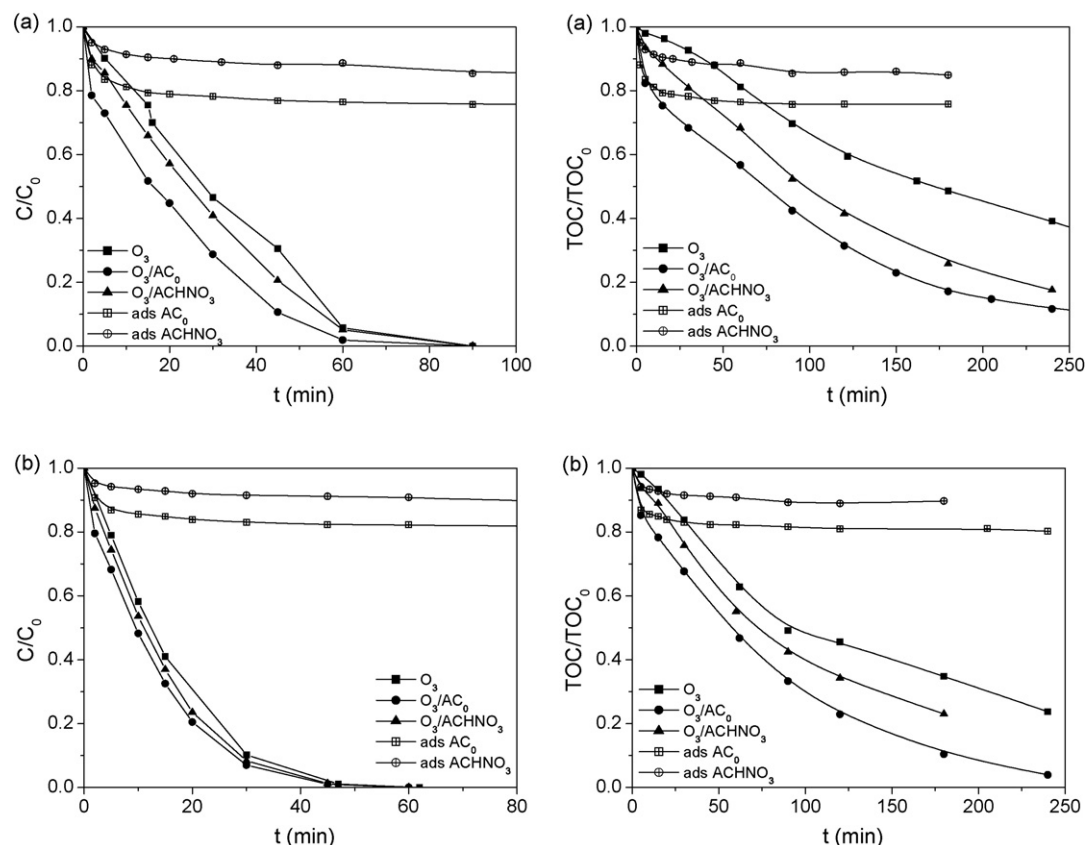 (a)
C/C₀
1.0
0.8
0.6
0.4
0.2
0.0
O₃
O₃/AC₀
O₃/ACHNO₃
ads AC₀
ads ACHNO₃
0 20 40 60 80 100
t (min)
(a)
TOC/TOC₀
1.0
0.8
0.6
0.4
0.2
0.0
O₃
O₃/AC₀
O₃/ACHNO₃
ads AC₀
ads ACHNO₃
0 50 100 150 200 250
t (min)
(b)
C/C₀
1.0
0.8
0.6
0.4
0.2
0.0
O₃
O₃/AC₀
O₃/ACHNO₃
ads AC₀
ads ACHNO₃
0 20 40 60 80
t (min)
(b)
TOC/TOC₀
1.0
0.8
0.6
0.4
0.2
0.0
O₃
O₃/AC₀
O₃/ACHNO₃
ads AC₀
ads ACHNO₃
0 50 100 150 200 250
t (min)